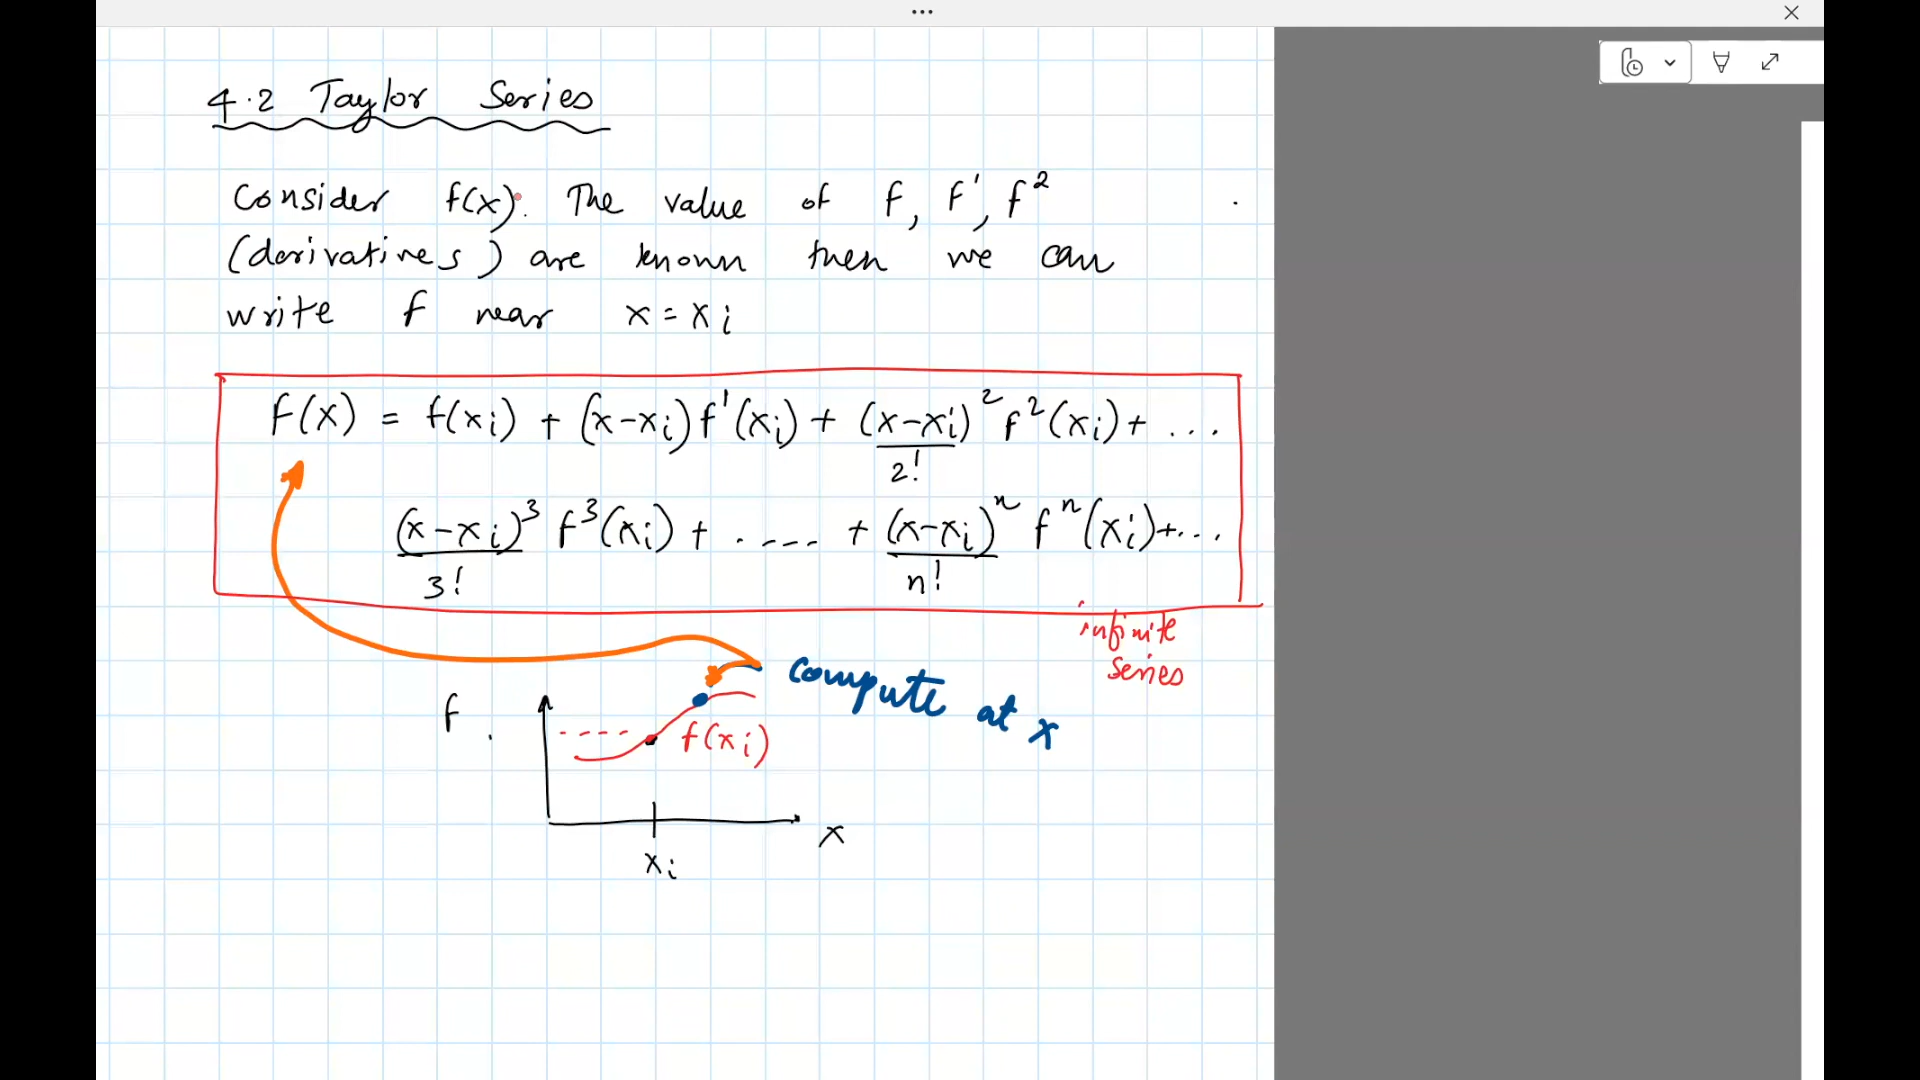 4.2 Taylor Series
Consider f(x). The value of f, f', f²
(derivatives) are known then we can
write f near x = xᵢ
f(x) = f(xᵢ) + (x-xᵢ) f'(xᵢ) + (x-xᵢ)²/2! f²(xᵢ) + ...
(x-xᵢ)³/3! f³(xᵢ) + ..... + (x-xᵢ)ⁿ/n! fⁿ(xᵢ) + ...
infinite
series
compute at x
f
f(xᵢ)
x
xᵢ